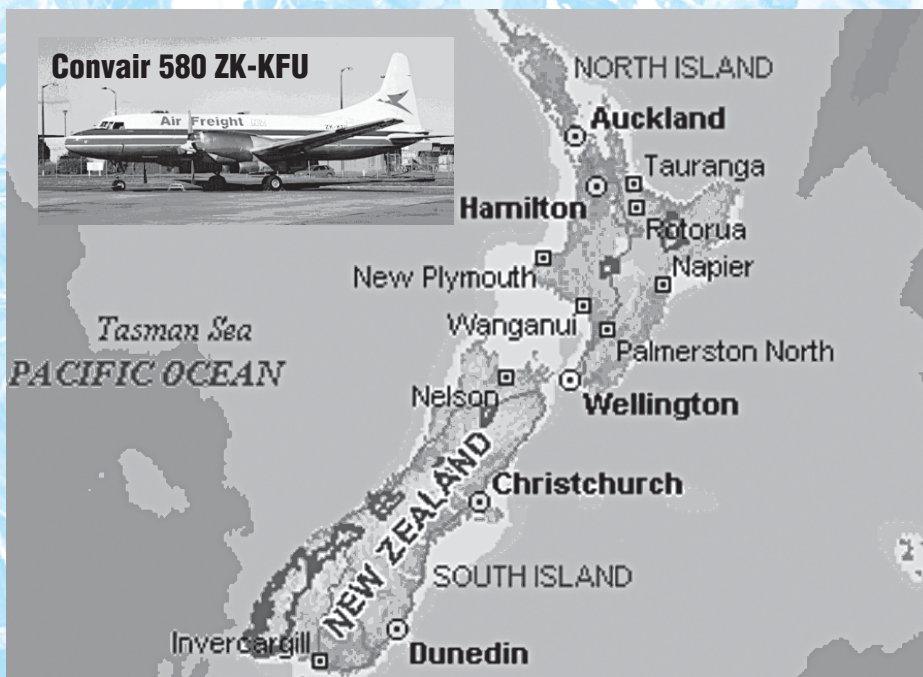 Convair 580 ZK-KFU
Air Freight NZ
NORTH ISLAND
Auckland
Tauranga
Hamilton
Rotorua
Napier
New Plymouth
Wanganui
Tasman Sea
PACIFIC OCEAN
Palmerston North
Nelson
Wellington
NEW ZEALAND
Christchurch
SOUTH ISLAND
Invercargill
Dunedin